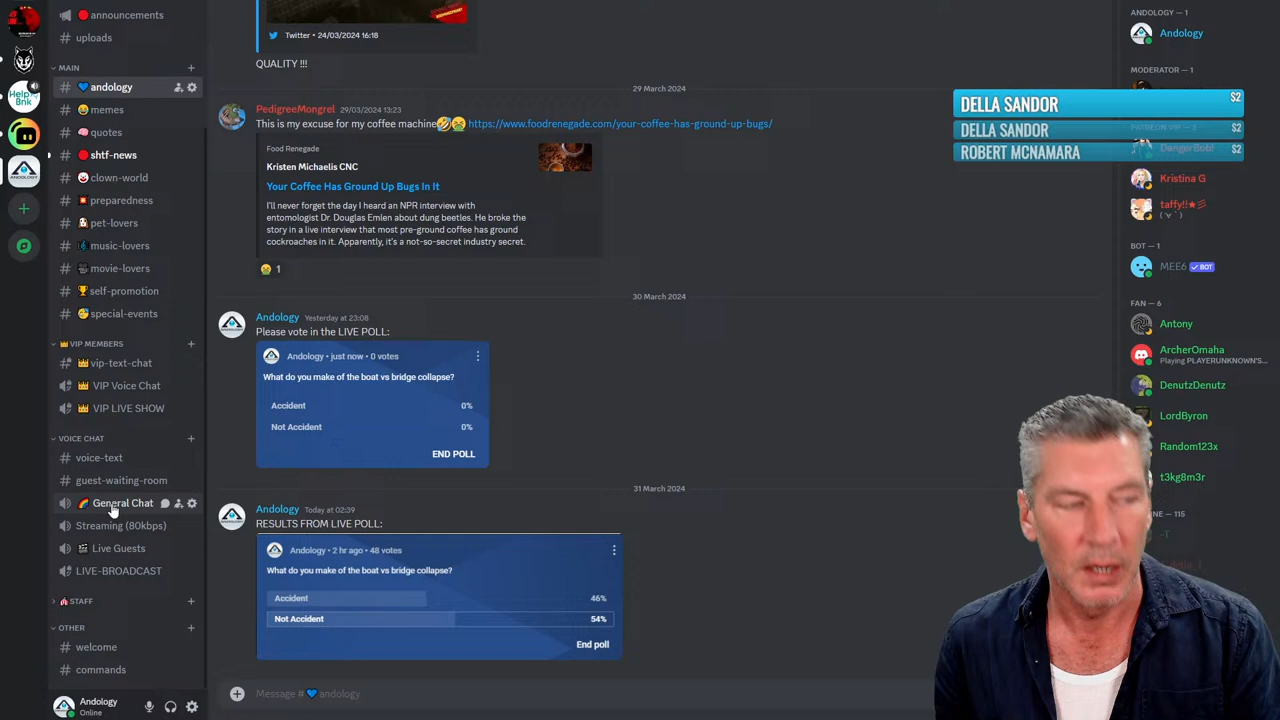 announcements
uploads
MAIN
andology
memes
quotes
shtf-news
clown-world
preparedness
pet-lovers
music-lovers
movie-lovers
self-promotion
special-events
VIP MEMBERS
vip-text-chat
VIP Voice Chat
VIP LIVE SHOW
VOICE CHAT
voice-text
guest-waiting-room
General Chat
Streaming (80kbps)
Live Guests
LIVE-BROADCAST
STAFF
OTHER
welcome
commands
Andology
Online
Help
Bnk
ANDOLOGY
Twitter • 24/03/2024 16:18
QUALITY !!!
29 March 2024
PedigreeMongrel 29/03/2024 13:23
This is my excuse for my coffee machine https://www.foodrenegade.com/your-coffee-has-ground-up-bugs/
Food Renegade
Kristen Michaelis CNC
Your Coffee Has Ground Up Bugs In It
I'll never forget the day I heard an NPR interview with
entomologist Dr. Douglas Emlen about dung beetles. He broke the
story in a live interview that most pre-ground coffee has ground
cockroaches in it. Apparently, it's a not-so-secret industry secret.
1
30 March 2024
Andology Yesterday at 23:08
Please vote in the LIVE POLL:
Andology • just now • 0 votes
What do you make of the boat vs bridge collapse?
Accident 0%
Not Accident 0%
END POLL
31 March 2024
Andology Today at 02:39
RESULTS FROM LIVE POLL:
Andology • 2 hr ago • 48 votes
What do you make of the boat vs bridge collapse?
Accident 46%
Not Accident 54%
End poll
Message # andology
ANDOLOGY — 1
Andology
MODERATOR — 1
DELLA SANDOR $2
DELLA SANDOR $2
ROBERT MCNAMARA $2
DangerBob!
Kristina G
taffy!!★彡
BOT — 1
MEE6 ✓ BOT
FAN — 6
Antony
ArcherOmaha
Playing PLAYERUNKNOWN'S...
DenutzDenutz
LordByron
Random123x
t3kg8m3r
NE — 115